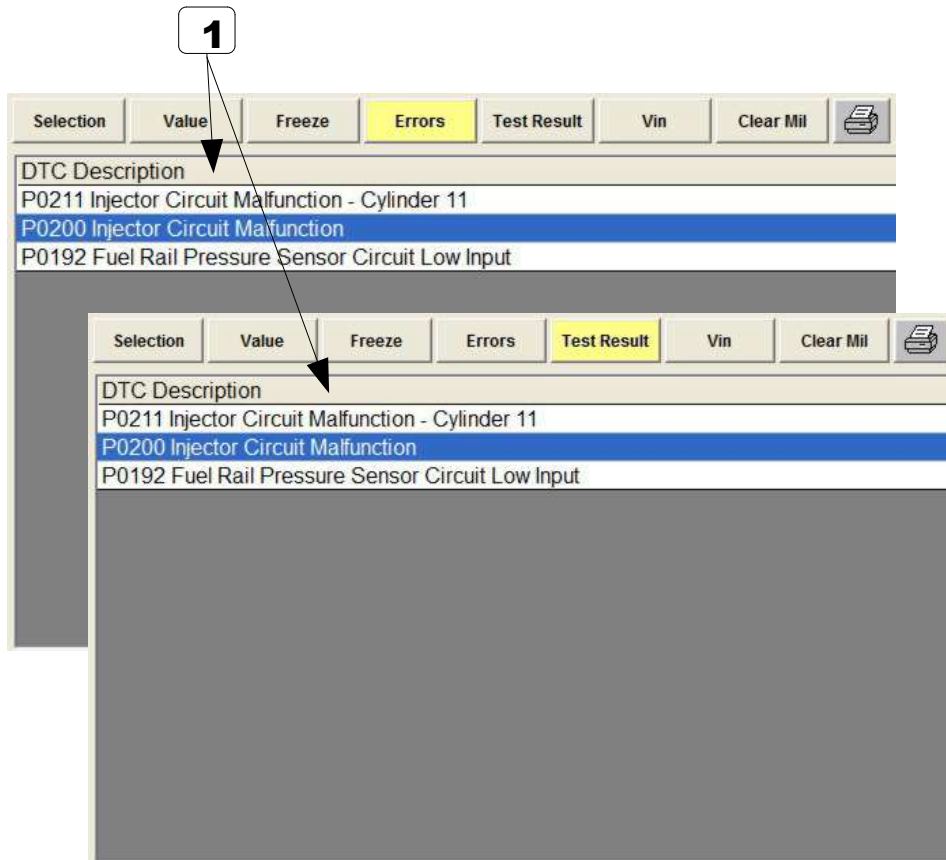 1
Selection Value Freeze Errors Test Result Vin Clear Mil
DTC Description
P0211 Injector Circuit Malfunction - Cylinder 11
P0200 Injector Circuit Malfunction
P0192 Fuel Rail Pressure Sensor Circuit Low Input
Selection Value Freeze Errors Test Result Vin Clear Mil
DTC Description
P0211 Injector Circuit Malfunction - Cylinder 11
P0200 Injector Circuit Malfunction
P0192 Fuel Rail Pressure Sensor Circuit Low Input